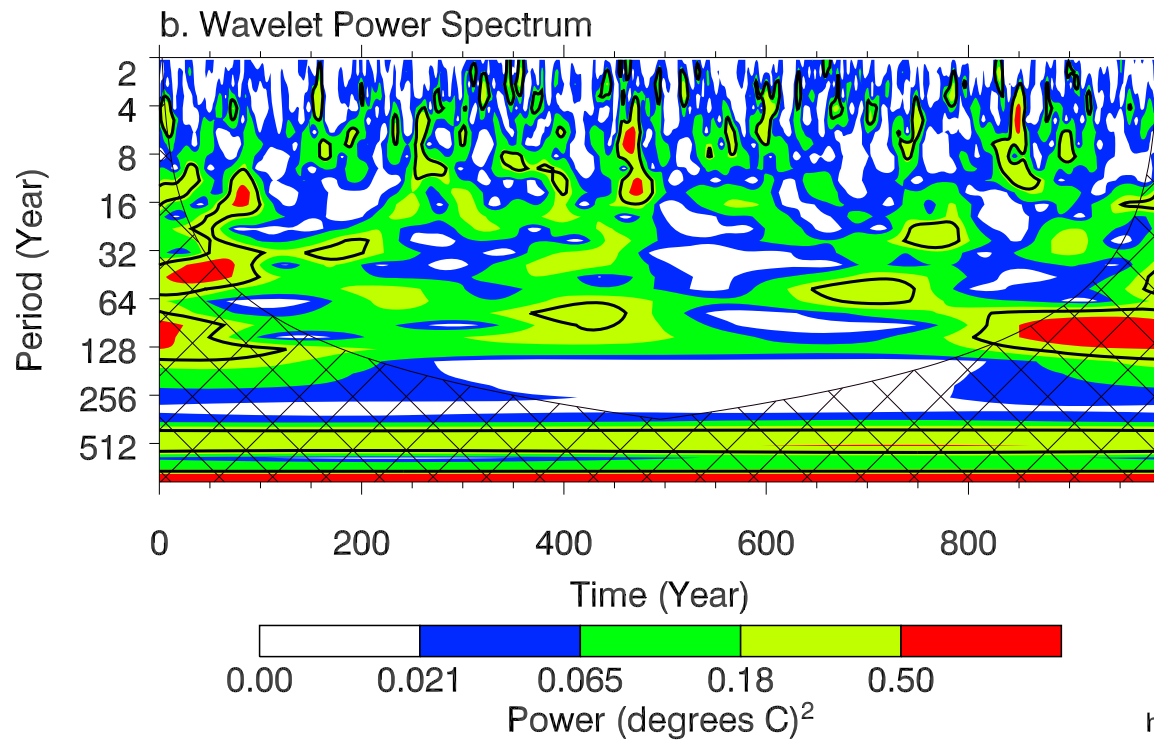 b. Wavelet Power Spectrum
2
4
8
16
32
64
128
256
512
Period (Year)
0 200 400 600 800
Time (Year)
0.00 0.021 0.065 0.18 0.50
Power (degrees C)²